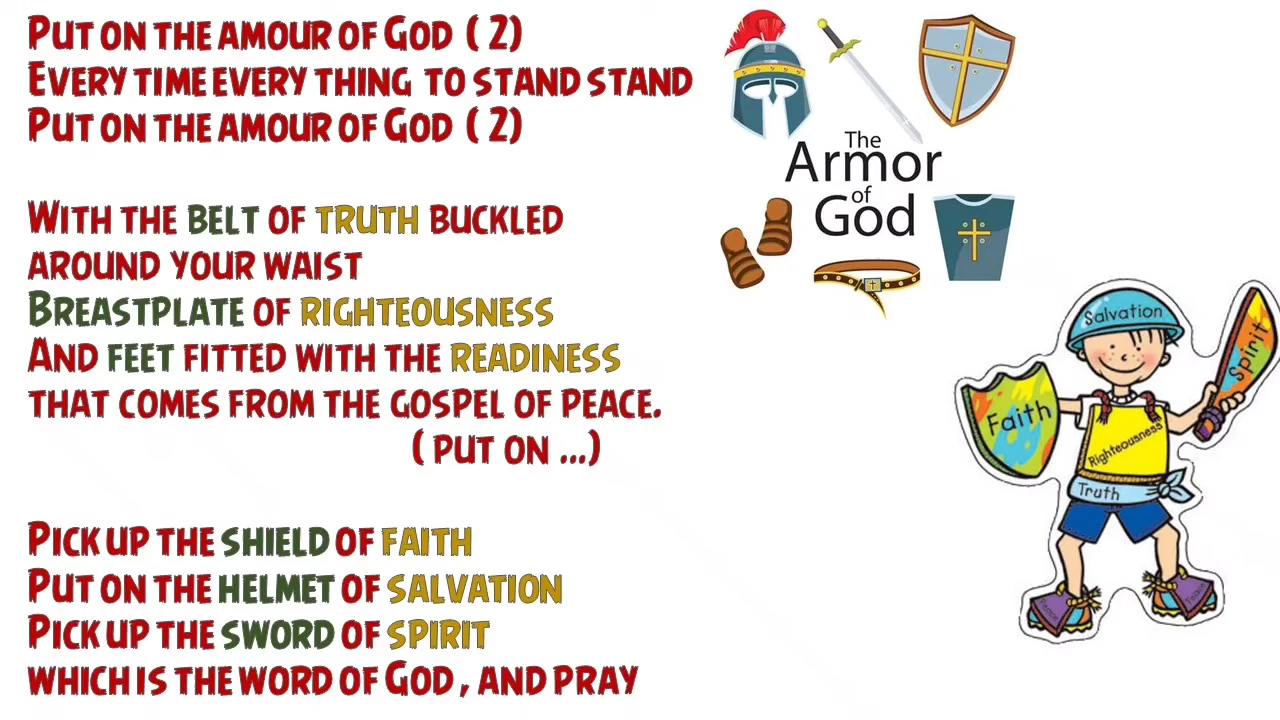 Put on the amour of God ( 2)
Every time every thing to stand stand
Put on the amour of God ( 2)
With the belt of truth buckled
around your waist
Breastplate of righteousness
And feet fitted with the readiness
that comes from the gospel of peace.
( put on ...)
Pick up the shield of faith
Put on the helmet of salvation
Pick up the sword of spirit
which is the word of God , and pray
The
Armor
of
God
Salvation
Spirit
Faith
Righteousness
Truth
Peace